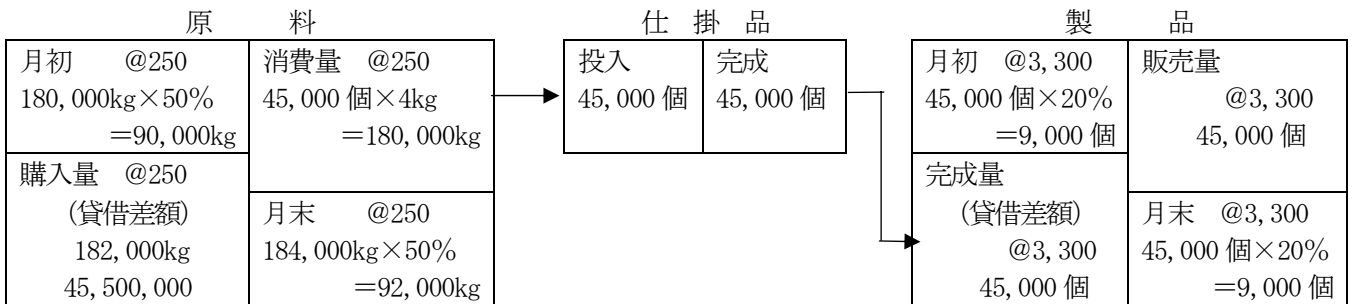 原 料
月初 @250
180,000kg×50%
=90,000kg
購入量 @250
(貸借差額)
182,000kg
45,500,000
消費量 @250
45,000 個×4kg
=180,000kg
月末 @250
184,000kg×50%
=92,000kg
仕 掛 品
投入
45,000 個
完成
45,000 個
製 品
月初 @3,300
45,000 個×20%
=9,000 個
完成量
(貸借差額)
@3,300
45,000 個
販売量
@3,300
45,000 個
月末 @3,300
45,000 個×20%
=9,000 個